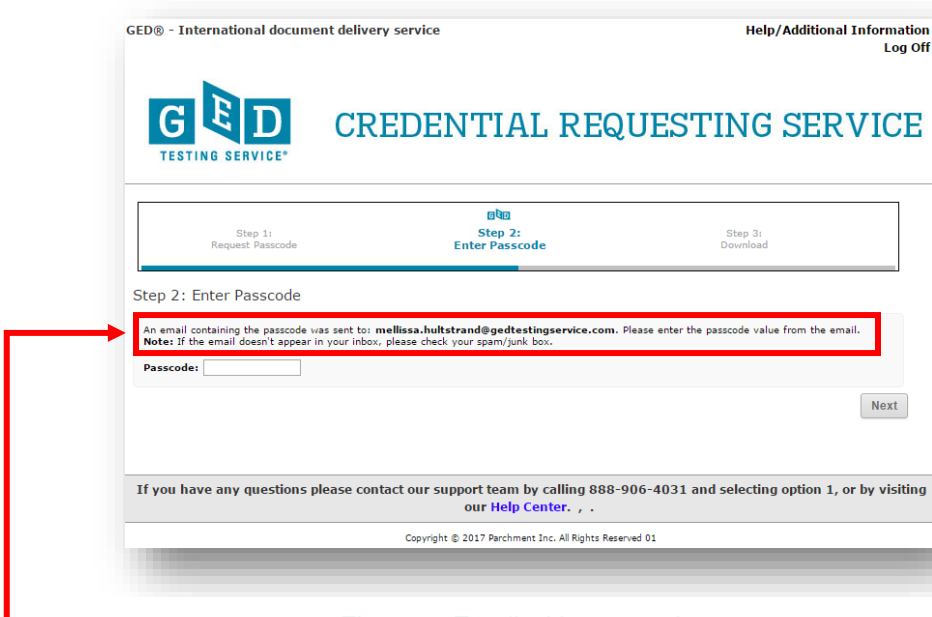 GED® - International document delivery service
Help/Additional Information
Log Off
GED
TESTING SERVICE®
CREDENTIAL REQUESTING SERVICE
GED
Step 1:
Request Passcode
Step 2:
Enter Passcode
Step 3:
Download
Step 2: Enter Passcode
An email containing the passcode was sent to: mellissa.hultstrand@gedtestingservice.com. Please enter the passcode value from the email.
Note: If the email doesn't appear in your inbox, please check your spam/junk box.
Passcode:
Next
If you have any questions please contact our support team by calling 888-906-4031 and selecting option 1, or by visiting
our Help Center. , .
Copyright © 2017 Parchment Inc. All Rights Reserved 01